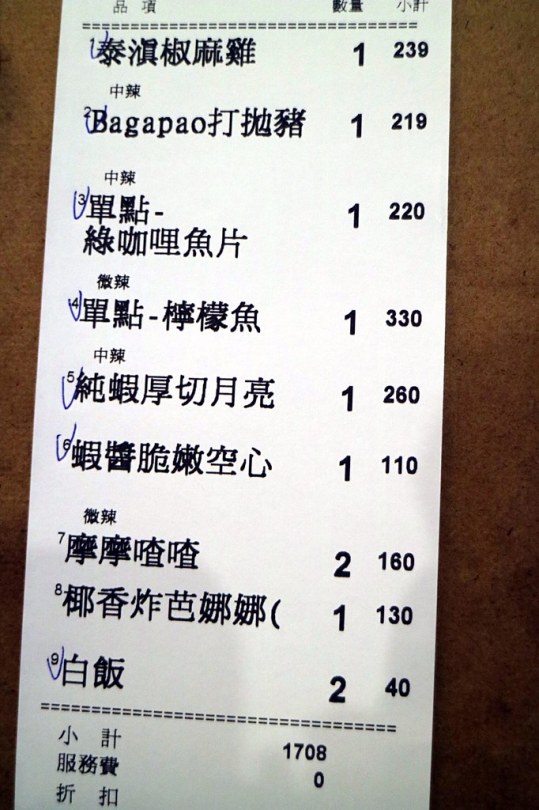 品 項 數量 小計
1 泰滇椒麻雞 1 239
中辣
2 Bagapao打拋豬 1 219
中辣
3 單點-
綠咖哩魚片 1 220
微辣
4 單點-檸檬魚 1 330
中辣
5 純蝦厚切月亮 1 260
6 蝦醬脆嫩空心 1 110
微辣
7 摩摩喳喳 2 160
8 椰香炸芭娜娜( 1 130
9 白飯 2 40
小 計 1708
服務費 0
折 扣